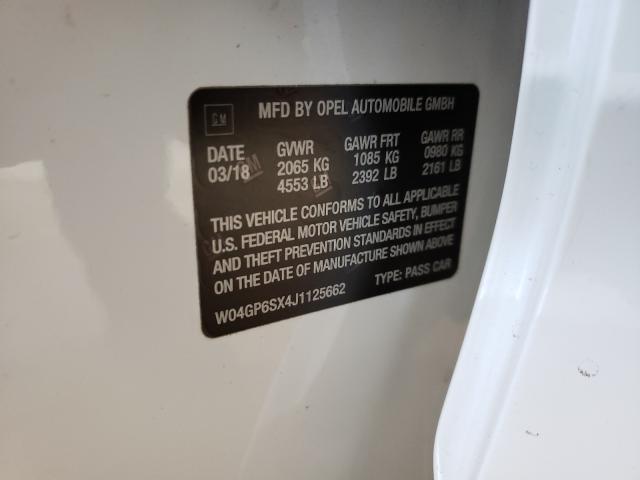 GM
MFD BY OPEL AUTOMOBILE GMBH
DATE GVWR GAWR FRT GAWR RR
03/18 2065 KG 1085 KG 0980 KG
4553 LB 2392 LB 2161 LB
THIS VEHICLE CONFORMS TO ALL APPLICABLE
U.S. FEDERAL MOTOR VEHICLE SAFETY, BUMPER
AND THEFT PREVENTION STANDARDS IN EFFECT
ON THE DATE OF MANUFACTURE SHOWN ABOVE
W04GP6SX4J1125662 TYPE: PASS CAR